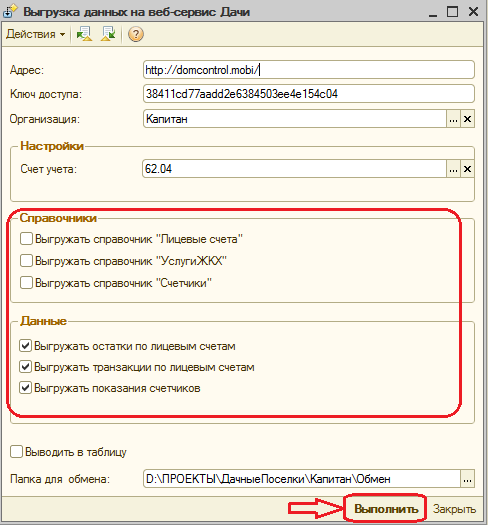 Выгрузка данных на веб-сервис Дачи
Действия
Адрес: http://domcontrol.mobi/
Ключ доступа: 38411cd77aadd2e6384503ee4e154c04
Организация: Капитан ... ×
Настройки
Счет учета: 62.04 ... ×
Справочники
Выгружать справочник "Лицевые счета"
Выгружать справочник "УслугиЖКХ"
Выгружать справочник "Счетчики"
Данные
Выгружать остатки по лицевым счетам
Выгружать транзакции по лицевым счетам
Выгружать показания счетчиков
Выводить в таблицу
Папка для обмена: D:\ПРОЕКТЫ\ДачныеПоселки\Капитан\Обмен ...
Выполнить Закрыть